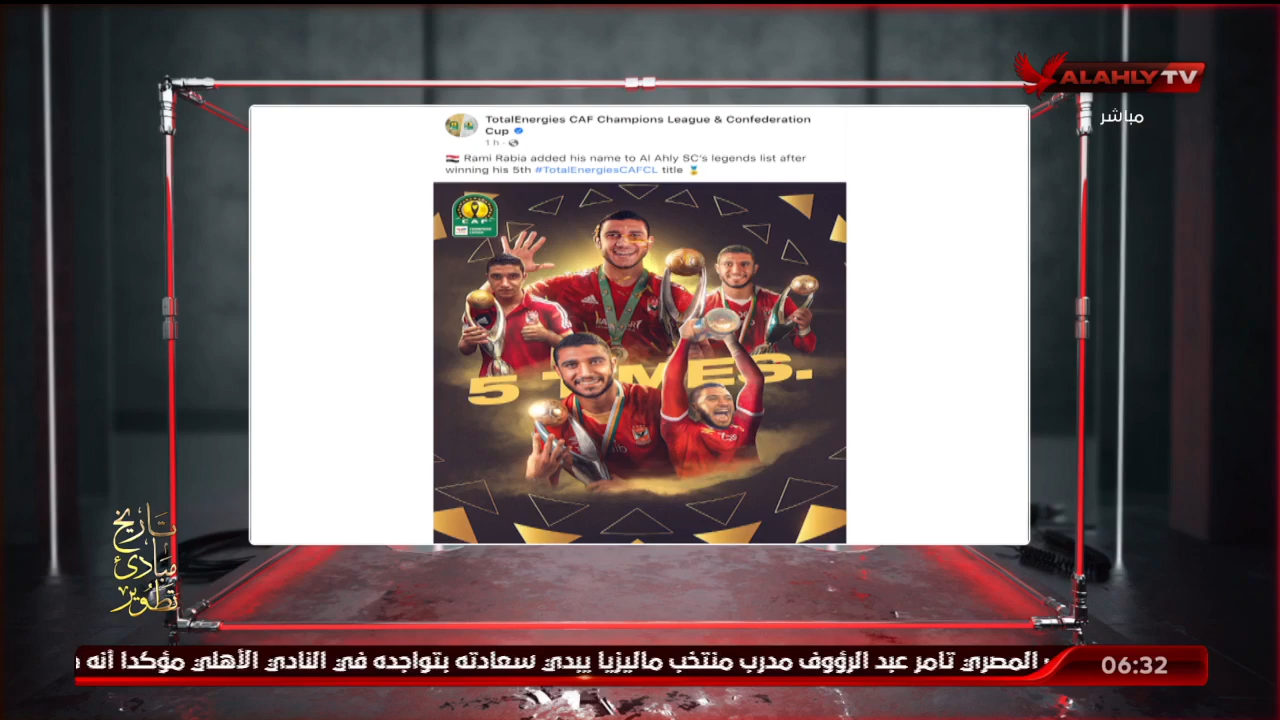 ALAHLY TV
مباشر
TotalEnergies CAF Champions League & Confederation
Cup
1 h
Rami Rabia added his name to Al Ahly SC's legends list after
winning his 5th #TotalEnergiesCAFCL title
CAF
5 TIMES.
تاريخ
مبادئ
تطوير
المصري تامر عبد الرؤوف مدرب منتخب ماليزيا يبدي سعادته بتواجده في النادي الأهلي مؤكدا أنه
06:32